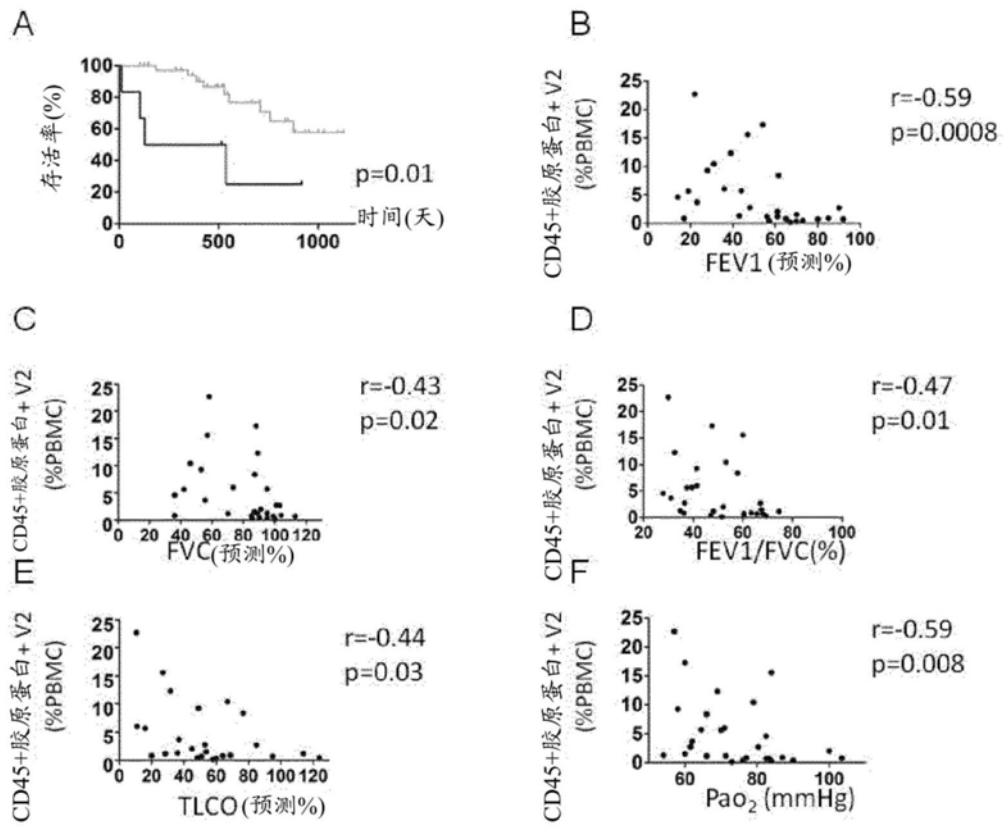 A
存活率(%)
100
80
60
40
20
0
0 500 1000
p=0.01
时间(天)
B
CD45+胶原蛋白+ V2
(%PBMC)
25
20
15
10
5
0
0 20 40 60 80 100
FEV1(预测%)
r=-0.59
p=0.0008
C
CD45+胶原蛋白+ V2
(%PBMC)
25
20
15
10
5
0
0 20 40 60 80 100 120
FVC(预测%)
r=-0.43
p=0.02
D
CD45+胶原蛋白+ V2
(%PBMC)
25
20
15
10
5
0
20 40 60 80 100
FEV1/FVC(%)
r=-0.47
p=0.01
E
CD45+胶原蛋白+ V2
(%PBMC)
25
20
15
10
5
0
0 20 40 60 80 100 120
TLCO(预测%)
r=-0.44
p=0.03
F
CD45+胶原蛋白+ V2
(%PBMC)
25
20
15
10
5
0
60 80 100
Pao₂(mmHg)
r=-0.59
p=0.008